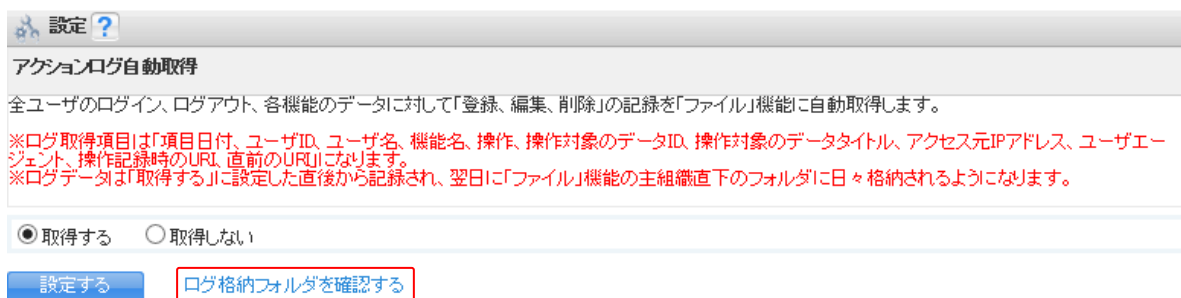 設定 ?
アクションログ自動取得
全ユーザのログイン、ログアウト、各機能のデータに対して「登録、編集、削除」の記録を「ファイル」機能に自動取得します。
※ログ取得項目は「項目日付、ユーザID、ユーザ名、機能名、操作、操作対象のデータID、操作対象のデータタイトル、アクセス元IPアドレス、ユーザエー
ジェント、操作記録時のURI、直前のURI」になります。
※ログデータは「取得する」に設定した直後から記録され、翌日に「ファイル」機能の主組織直下のフォルダに日々格納されるようになります。
取得する 取得しない
設定する ログ格納フォルダを確認する